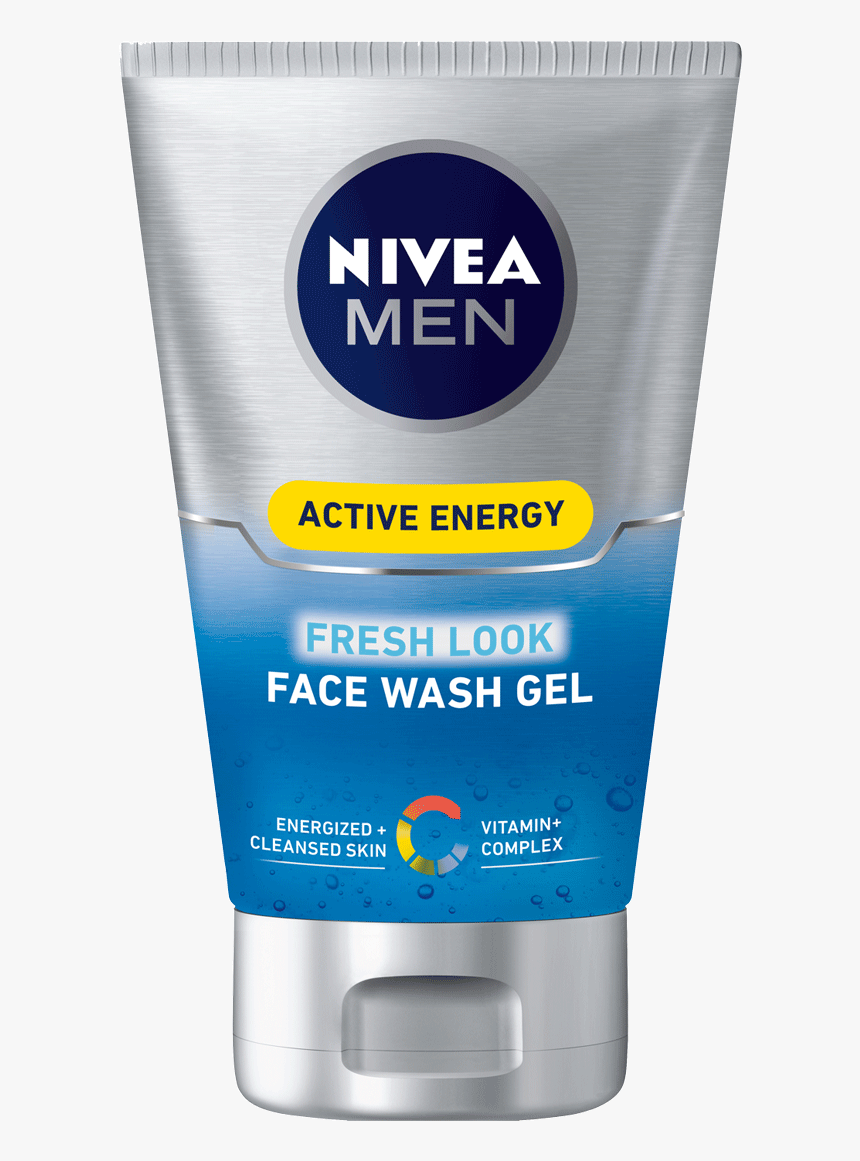 NIVEA
MEN
ACTIVE ENERGY
FRESH LOOK
FACE WASH GEL
ENERGIZED +
CLEANSED SKIN
VITAMIN+
COMPLEX